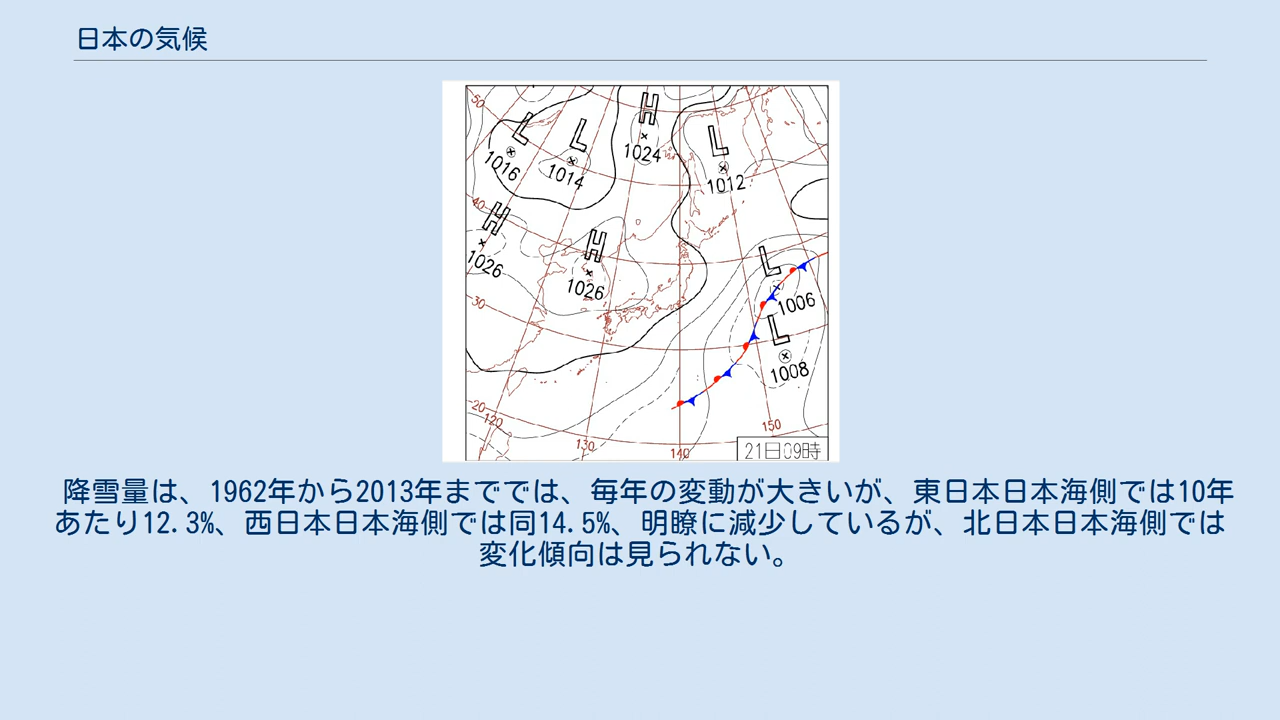 日本の気候
50
L
L
H
L
1016
1014
1024
1012
40
H
H
1026
1026
L
1006
30
L
1008
20
120
130
140
150
21日09時
降雪量は、1962年から2013年まででは、毎年の変動が大きいが、東日本日本海側では10年
あたり12.3%、西日本日本海側では同14.5%、明瞭に減少しているが、北日本日本海側では
変化傾向は見られない。